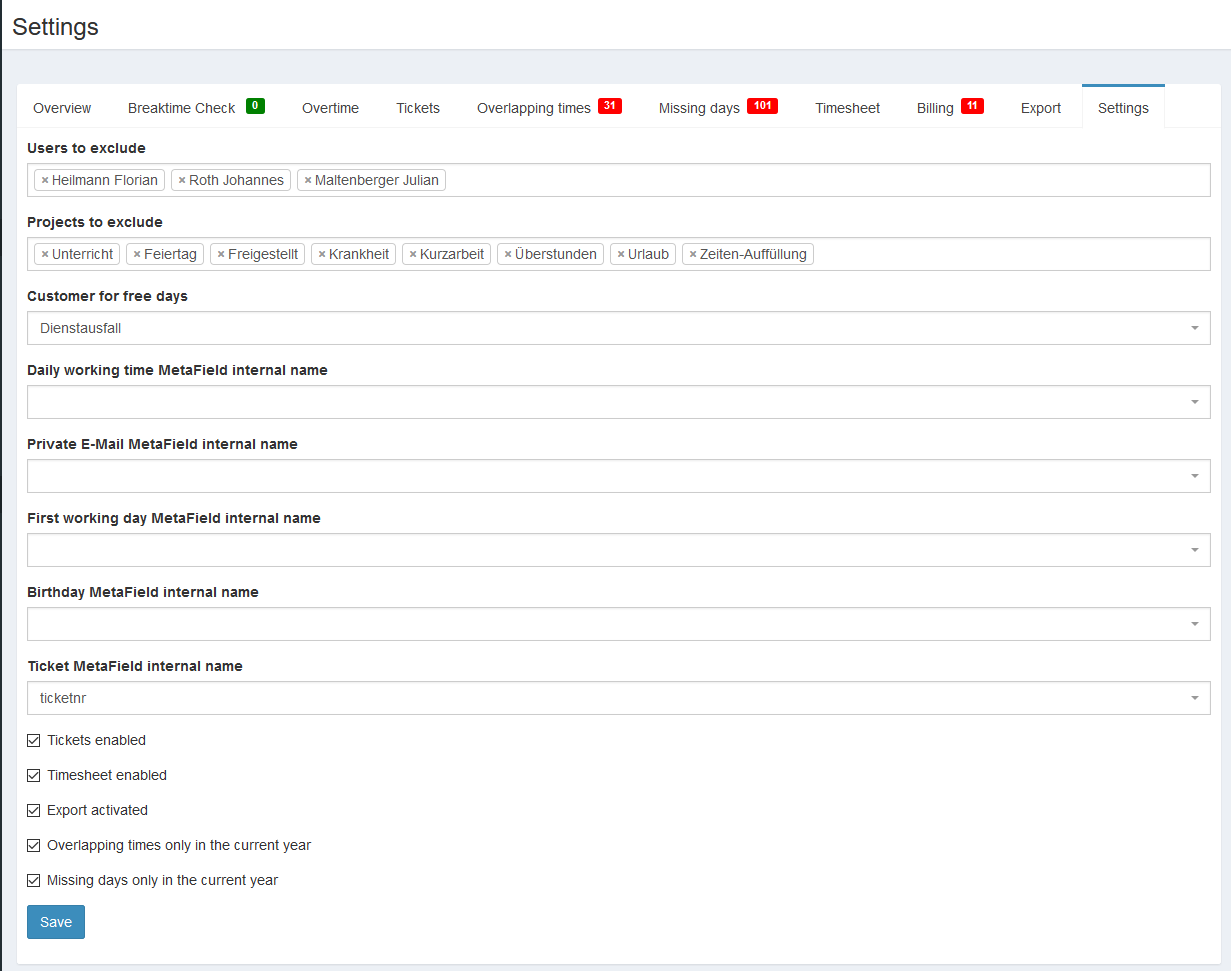 Settings
Overview Breaktime Check 0 Overtime Tickets Overlapping times 31 Missing days 101 Timesheet Billing 11 Export Settings
Users to exclude
× Heilmann Florian × Roth Johannes × Maltenberger Julian
Projects to exclude
× Unterricht × Feiertag × Freigestellt × Krankheit × Kurzarbeit × Überstunden × Urlaub × Zeiten-Auffüllung
Customer for free days
Dienstausfall
Daily working time MetaField internal name
Private E-Mail MetaField internal name
First working day MetaField internal name
Birthday MetaField internal name
Ticket MetaField internal name
ticketnr
Tickets enabled
Timesheet enabled
Export activated
Overlapping times only in the current year
Missing days only in the current year
Save